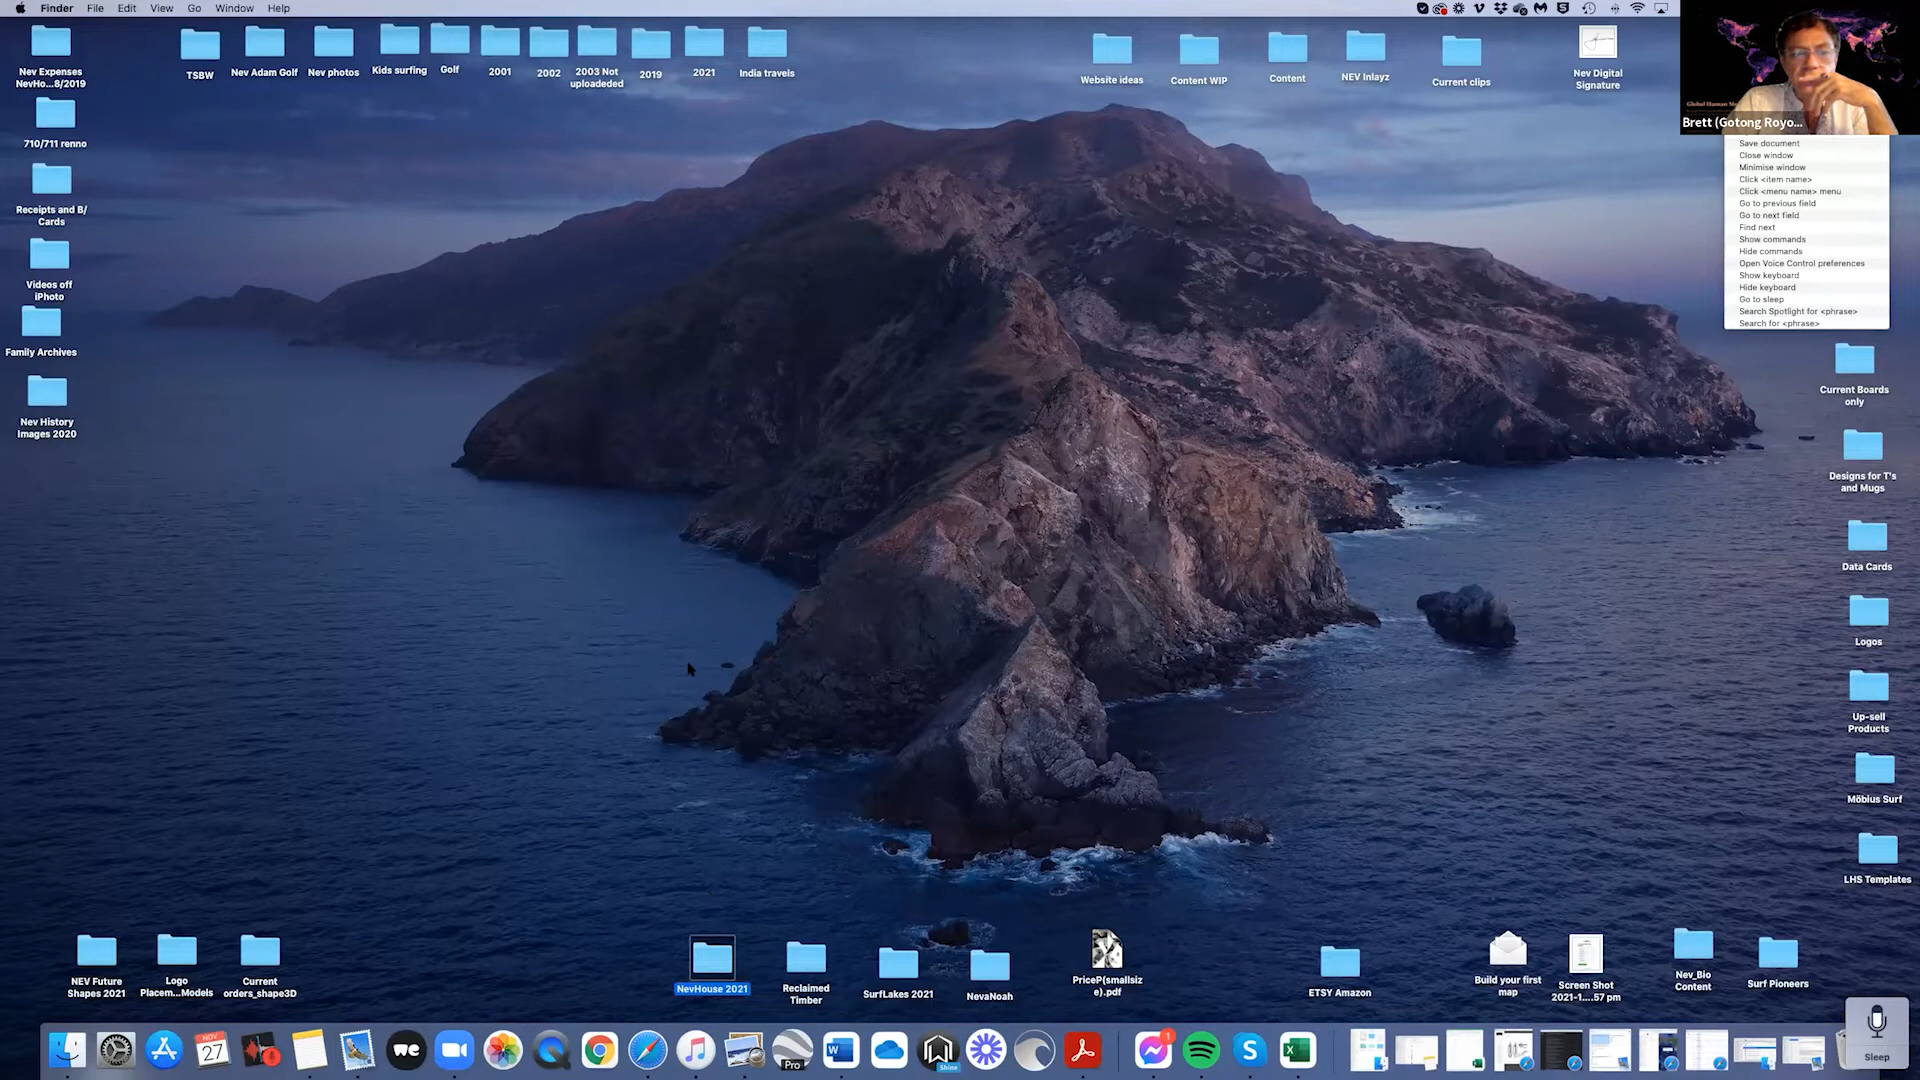 Finder File Edit View Go Window Help
Nev Expenses
NevHo...8/2019
710/711 renno
Receipts and B/
Cards
Videos off
iPhoto
Family Archives
Nev History
Images 2020
TSBW
Nev Adam Golf
Nev photos
Kids surfing
Golf
2001
2002
2003 Not
uploadeded
2019
2021
India travels
Website ideas
Content WIP
Content
NEV Inlayz
Current clips
Nev Digital
Signature
Brett (Gotong Royo...
Save document
Close window
Minimise window
Click <item name>
Click <menu name> menu
Go to previous field
Go to next field
Find next
Show commands
Hide commands
Open Voice Control preferences
Show keyboard
Hide keyboard
Go to sleep
Search Spotlight for <phrase>
Search for <phrase>
Current Boards
only
Designs for T's
and Mugs
Data Cards
Logos
Up-sell
Products
Möbius Surf
LHS Templates
NEV Future
Shapes 2021
Logo
Placem...Models
Current
orders_shape3D
NevHouse 2021
Reclaimed
Timber
SurfLakes 2021
NevaNoah
PriceP(smallsiz
e).pdf
ETSY Amazon
Build your first
map
Screen Shot
2021-1....57 pm
Nev_Bio
Content
Surf Pioneers
NOV
27
we
Pro
W
Shine
1
S
X
Sleep